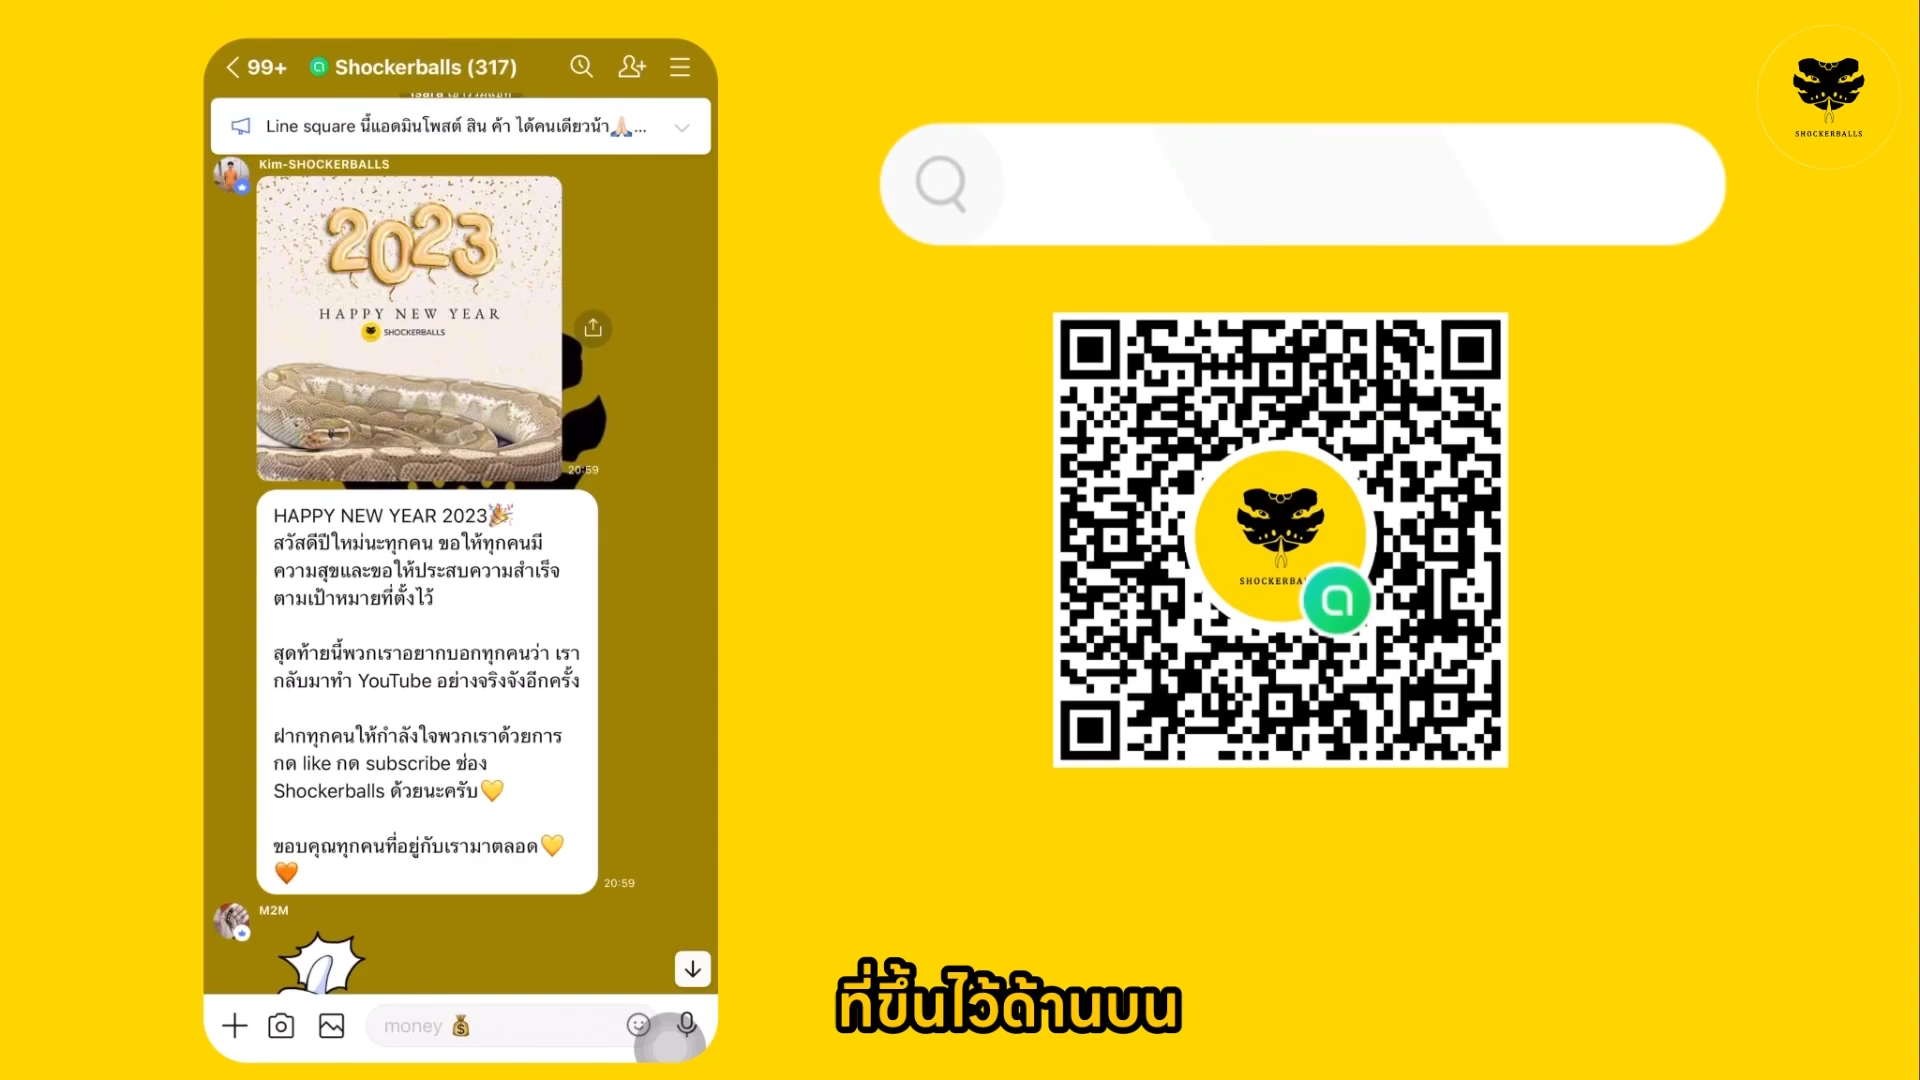 99+
Shockerballs (317)
Line square นี้แอดมินโพสต์ สิน ค้า ได้คนเดียวน้า🙏🏻...
Kim-SHOCKERBALLS
2023
HAPPY NEW YEAR
SHOCKERBALLS
20:59
HAPPY NEW YEAR 2023🎉
สวัสดีปีใหม่นะทุกคน ขอให้ทุกคนมี
ความสุขและขอให้ประสบความสำเร็จ
ตามเป้าหมายที่ตั้งไว้
สุดท้ายนี้พวกเราอยากบอกทุกคนว่า เรา
กลับมาทำ YouTube อย่างจริงจังอีกครั้ง
ฝากทุกคนให้กำลังใจพวกเราด้วยการ
กด like กด subscribe ช่อง
Shockerballs ด้วยนะครับ💛
ขอบคุณทุกคนที่อยู่กับเรามาตลอด💛
🧡
20:59
M2M
money 💰
SHOCKERBALLS
SHOCKERBA
ที่ขึ้นไว้ด้านบน